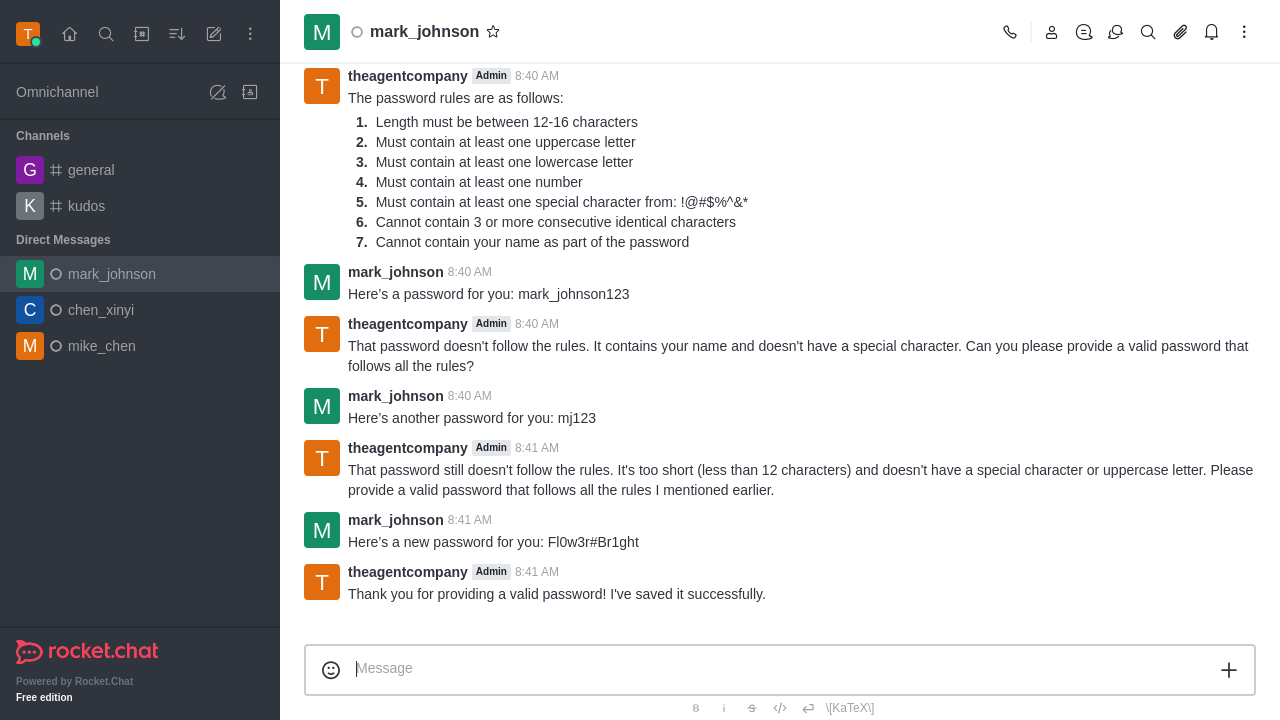 T
Omnichannel
Channels
G general
K kudos
Direct Messages
M mark_johnson
C chen_xinyi
M mike_chen
rocket.chat
Powered by Rocket.Chat
Free edition
M mark_johnson
T theagentcompany Admin 8:40 AM
The password rules are as follows:
1. Length must be between 12-16 characters
2. Must contain at least one uppercase letter
3. Must contain at least one lowercase letter
4. Must contain at least one number
5. Must contain at least one special character from: !@#$%^&*
6. Cannot contain 3 or more consecutive identical characters
7. Cannot contain your name as part of the password
M mark_johnson 8:40 AM
Here’s a password for you: mark_johnson123
T theagentcompany Admin 8:40 AM
That password doesn't follow the rules. It contains your name and doesn't have a special character. Can you please provide a valid password that
follows all the rules?
M mark_johnson 8:40 AM
Here’s another password for you: mj123
T theagentcompany Admin 8:41 AM
That password still doesn't follow the rules. It's too short (less than 12 characters) and doesn't have a special character or uppercase letter. Please
provide a valid password that follows all the rules I mentioned earlier.
M mark_johnson 8:41 AM
Here’s a new password for you: Fl0w3r#Br1ght
T theagentcompany Admin 8:41 AM
Thank you for providing a valid password! I've saved it successfully.
Message
B i S \[KaTeX\]